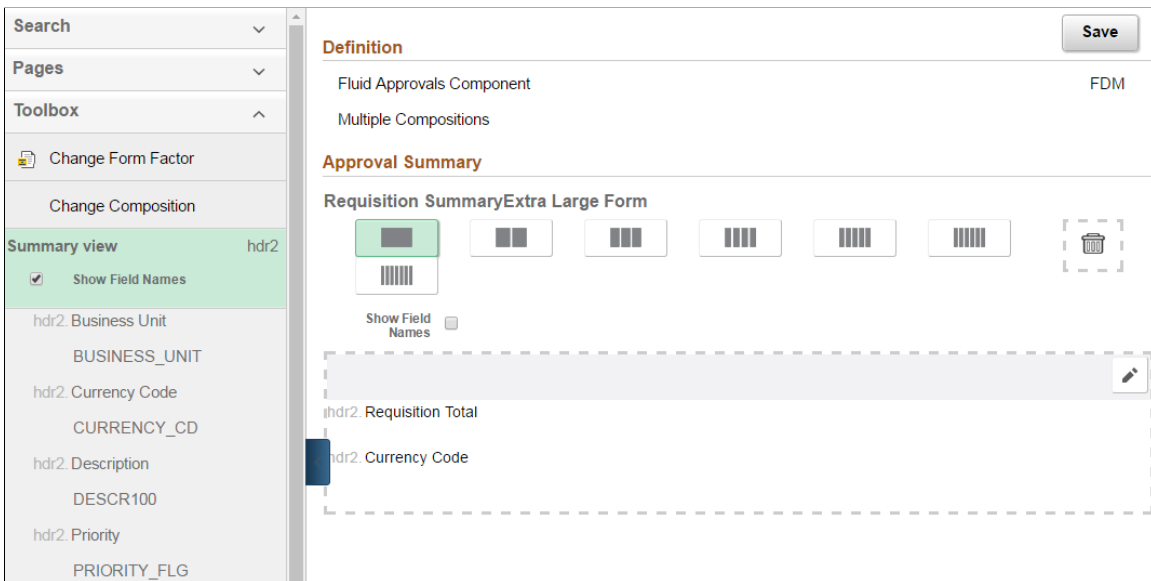 Search
Pages
Toolbox
Change Form Factor
Change Composition
Summary view hdr2
Show Field Names
hdr2. Business Unit
BUSINESS_UNIT
hdr2. Currency Code
CURRENCY_CD
hdr2. Description
DESCR100
hdr2. Priority
PRIORITY_FLG
Save
Definition
Fluid Approvals Component FDM
Multiple Compositions
Approval Summary
Requisition SummaryExtra Large Form
Show Field
Names
hdr2. Requisition Total
hdr2. Currency Code